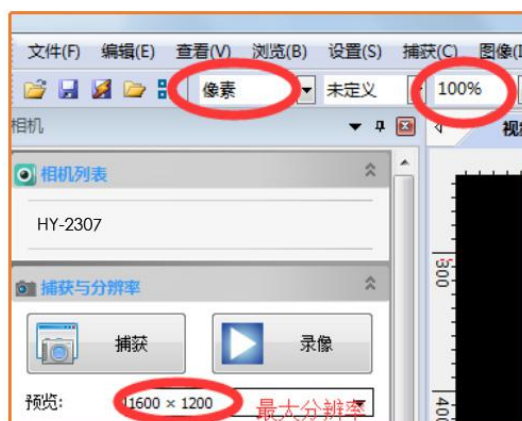 文件(F) 编辑(E) 查看(V) 浏览(B) 设置(S) 捕获(C) 图像(
像素 未定义 100%
相机
相机列表
HY-2307
捕获与分辨率
捕获 录像
预览: 1600 × 1200 最大分辨率
300
400